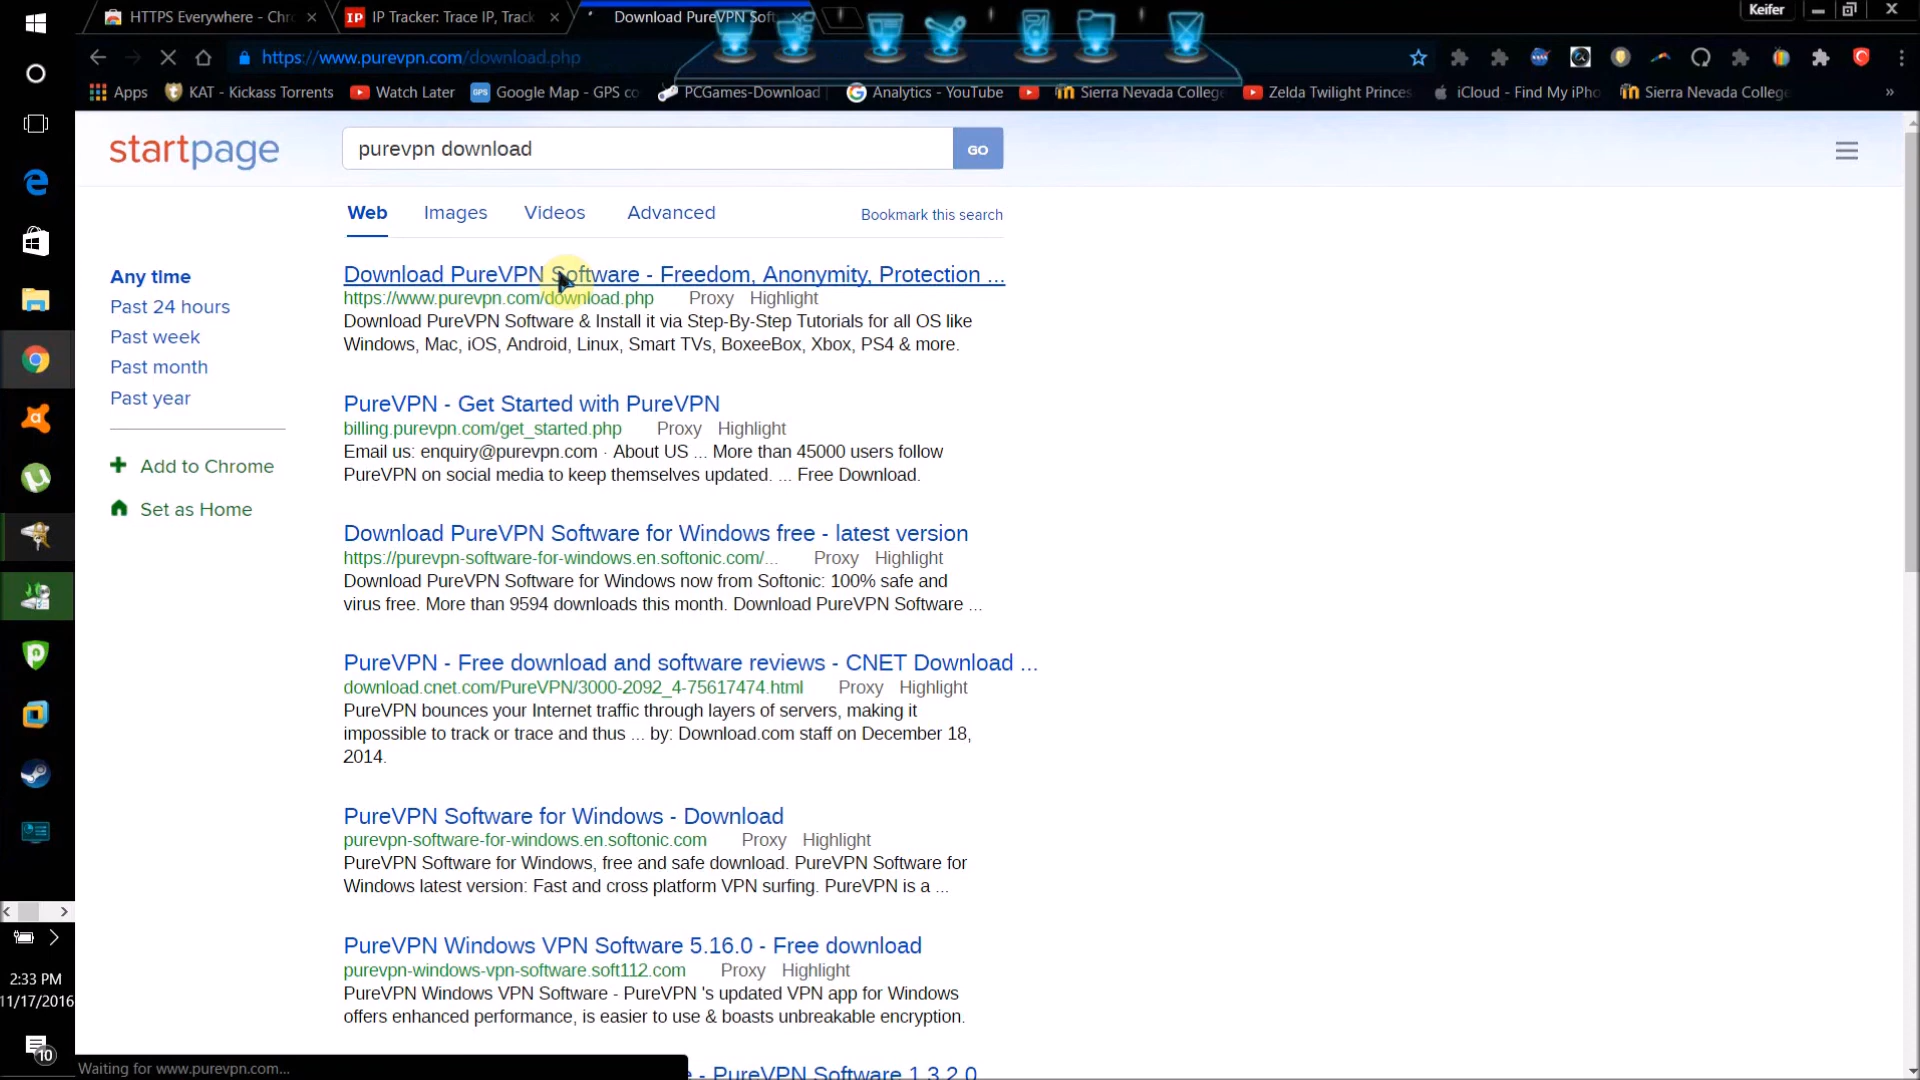 HTTPS Everywhere - Chr
IP Tracker: Trace IP, Track
Download PureVPN Soft
Keifer
https://www.purevpn.com/download.php
Apps
KAT - Kickass Torrents
Watch Later
Google Map - GPS co
PCGames-Download
Analytics - YouTube
Sierra Nevada College
Zelda Twilight Princes
iCloud - Find My iPho
Sierra Nevada College
»
startpage
purevpn download
GO
Web
Images
Videos
Advanced
Bookmark this search
Any time
Past 24 hours
Past week
Past month
Past year
Add to Chrome
Set as Home
Download PureVPN Software - Freedom, Anonymity, Protection ...
https://www.purevpn.com/download.php Proxy Highlight
Download PureVPN Software & Install it via Step-By-Step Tutorials for all OS like
Windows, Mac, iOS, Android, Linux, Smart TVs, BoxeeBox, Xbox, PS4 & more.
PureVPN - Get Started with PureVPN
billing.purevpn.com/get_started.php Proxy Highlight
Email us: enquiry@purevpn.com · About US ... More than 45000 users follow
PureVPN on social media to keep themselves updated. ... Free Download.
Download PureVPN Software for Windows free - latest version
https://purevpn-software-for-windows.en.softonic.com/... Proxy Highlight
Download PureVPN Software for Windows now from Softonic: 100% safe and
virus free. More than 9594 downloads this month. Download PureVPN Software ...
PureVPN - Free download and software reviews - CNET Download ...
download.cnet.com/PureVPN/3000-2092_4-75617474.html Proxy Highlight
PureVPN bounces your Internet traffic through layers of servers, making it
impossible to track or trace and thus ... by: Download.com staff on December 18,
2014.
PureVPN Software for Windows - Download
purevpn-software-for-windows.en.softonic.com Proxy Highlight
PureVPN Software for Windows, free and safe download. PureVPN Software for
Windows latest version: Fast and cross platform VPN surfing. PureVPN is a ...
PureVPN Windows VPN Software 5.16.0 - Free download
purevpn-windows-vpn-software.soft112.com Proxy Highlight
PureVPN Windows VPN Software - PureVPN 's updated VPN app for Windows
offers enhanced performance, is easier to use & boasts unbreakable encryption.
- PureVPN Software 1.3.2.0
Waiting for www.purevpn.com...
2:33 PM
11/17/2016
10